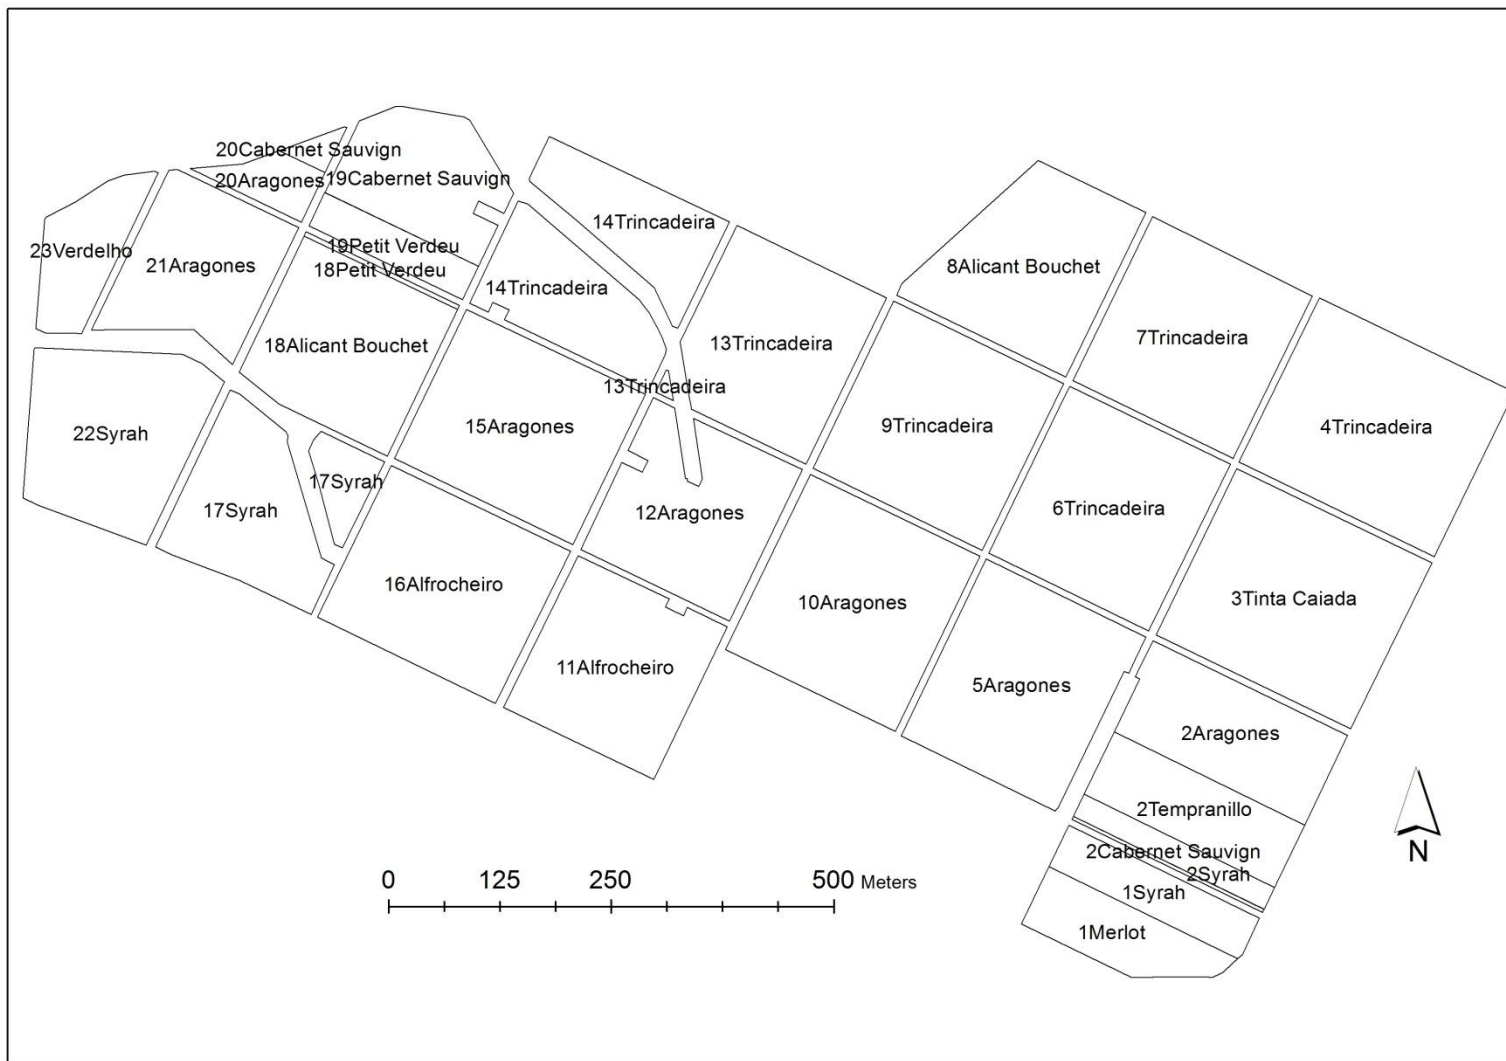 20Cabernet Sauvign
20Aragones
19Cabernet Sauvign
14Trincadeira
23Verdelho
21Aragones
19Petit Verdeu
18Petit Verdeu
14Trincadeira
8Alicant Bouchet
18Alicant Bouchet
13Trincadeira
7Trincadeira
13Trincadeira
22Syrah
15Aragones
9Trincadeira
4Trincadeira
17Syrah
17Syrah
12Aragones
6Trincadeira
16Alfrocheiro
10Aragones
3Tinta Caiada
11Alfrocheiro
5Aragones
2Aragones
2Tempranillo
2Cabernet Sauvign
2Syrah
1Syrah
1Merlot
N
0 125 250 500 Meters